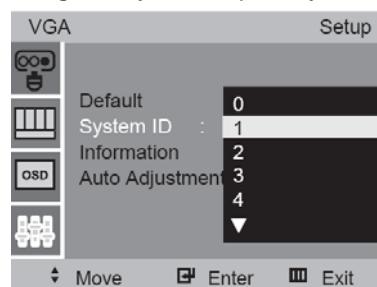 VGA Setup
Default
System ID :
Information
Auto Adjustment
0
1
2
3
4
OSD
Move Enter Exit